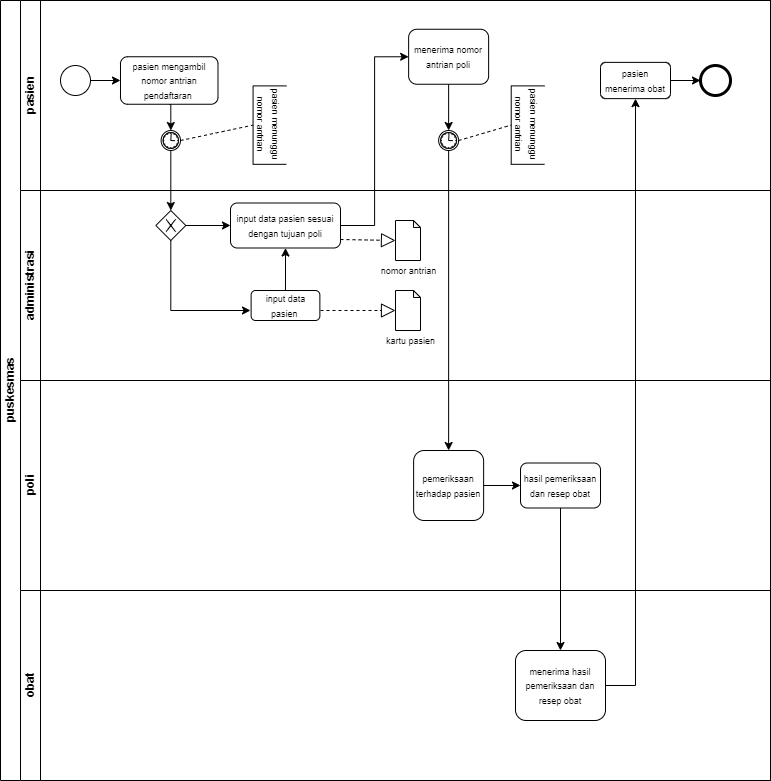 puskesmas
pasien
pasien mengambil
nomor antrian
pendaftaran
pasien menunggu
nomor antrian
menerima nomor
antrian poli
pasien menunggu
nomor antrian
pasien
menerima obat
administrasi
X
input data pasien sesuai
dengan tujuan poli
nomor antrian
input data
pasien
kartu pasien
poli
pemeriksaan
terhadap pasien
hasil pemeriksaan
dan resep obat
obat
menerima hasil
pemeriksaan dan
resep obat